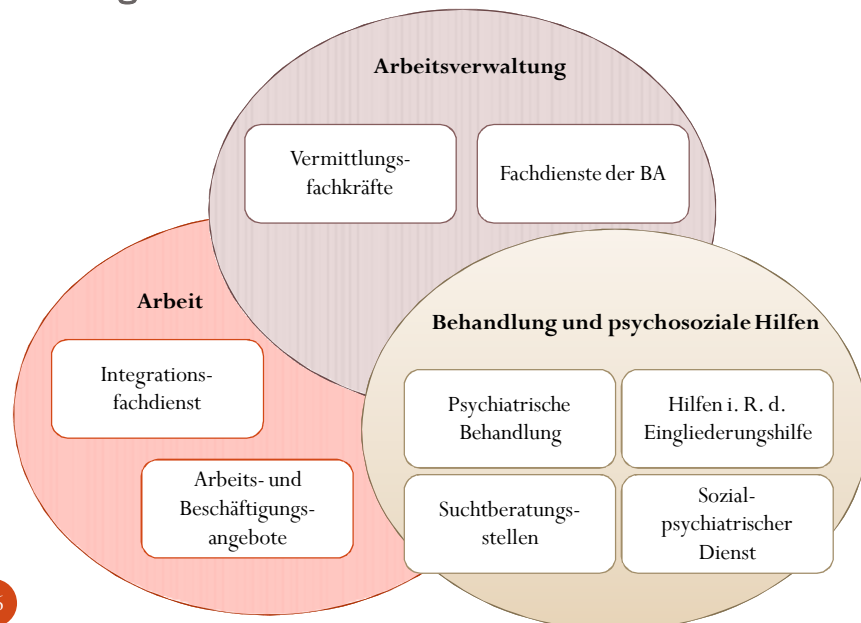 Arbeitsverwaltung
Vermittlungs-
fachkräfte
Fachdienste der BA
Arbeit
Integrations-
fachdienst
Arbeits- und
Beschäftigungs-
angebote
Behandlung und psychosoziale Hilfen
Psychiatrische
Behandlung
Hilfen i. R. d.
Eingliederungshilfe
Suchtberatungs-
stellen
Sozial-
psychiatrischer
Dienst